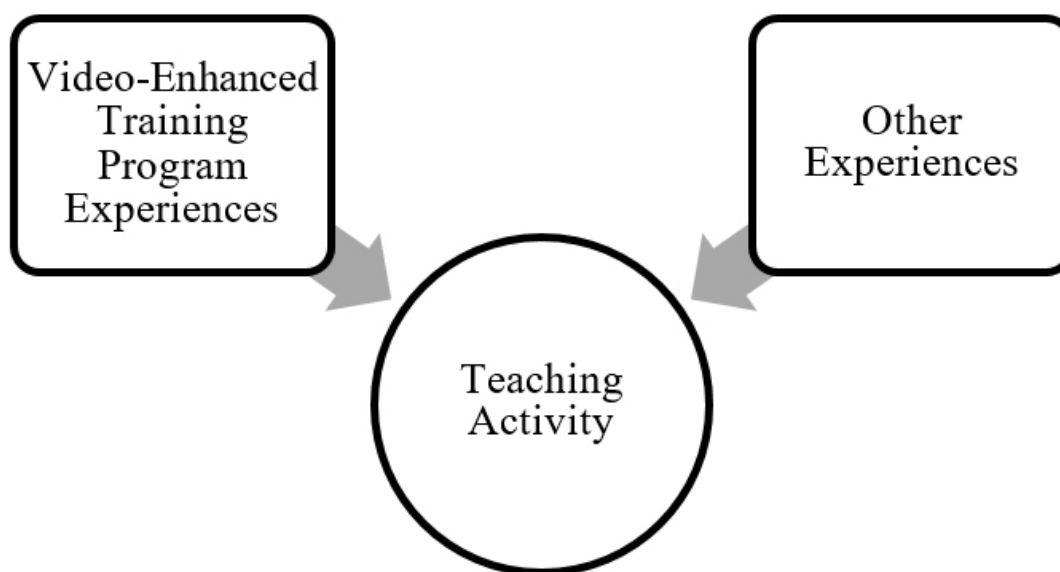 Video-Enhanced
Training
Program
Experiences
Other
Experiences
Teaching
Activity